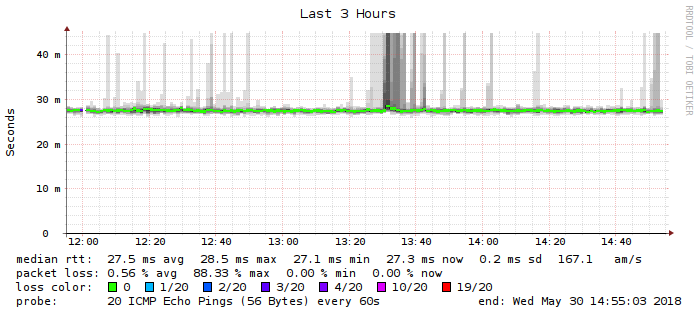 Last 3 Hours
RRDTOOL / TOBI OETIKER
Seconds
40 m
30 m
20 m
10 m
0
12:00 12:20 12:40 13:00 13:20 13:40 14:00 14:20 14:40
median rtt: 27.5 ms avg 28.5 ms max 27.1 ms min 27.3 ms now 0.2 ms sd 167.1 am/s
packet loss: 0.56 % avg 88.33 % max 0.00 % min 0.00 % now
loss color: 0 1/20 2/20 3/20 4/20 10/20 19/20
probe: 20 ICMP Echo Pings (56 Bytes) every 60s end: Wed May 30 14:55:03 2018